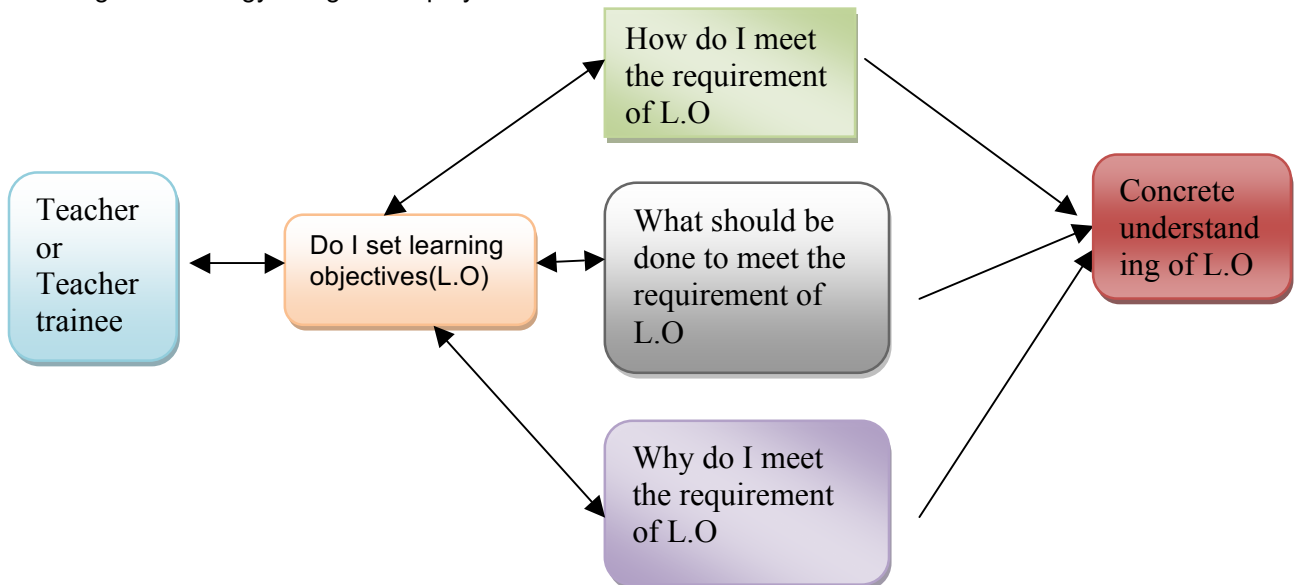 How do I meet
the requirement
of L.O
Teacher
or
Teacher
trainee
Do I set learning
objectives(L.O)
What should be
done to meet the
requirement of
L.O
Concrete
understand
ing of L.O
Why do I meet
the requirement
of L.O